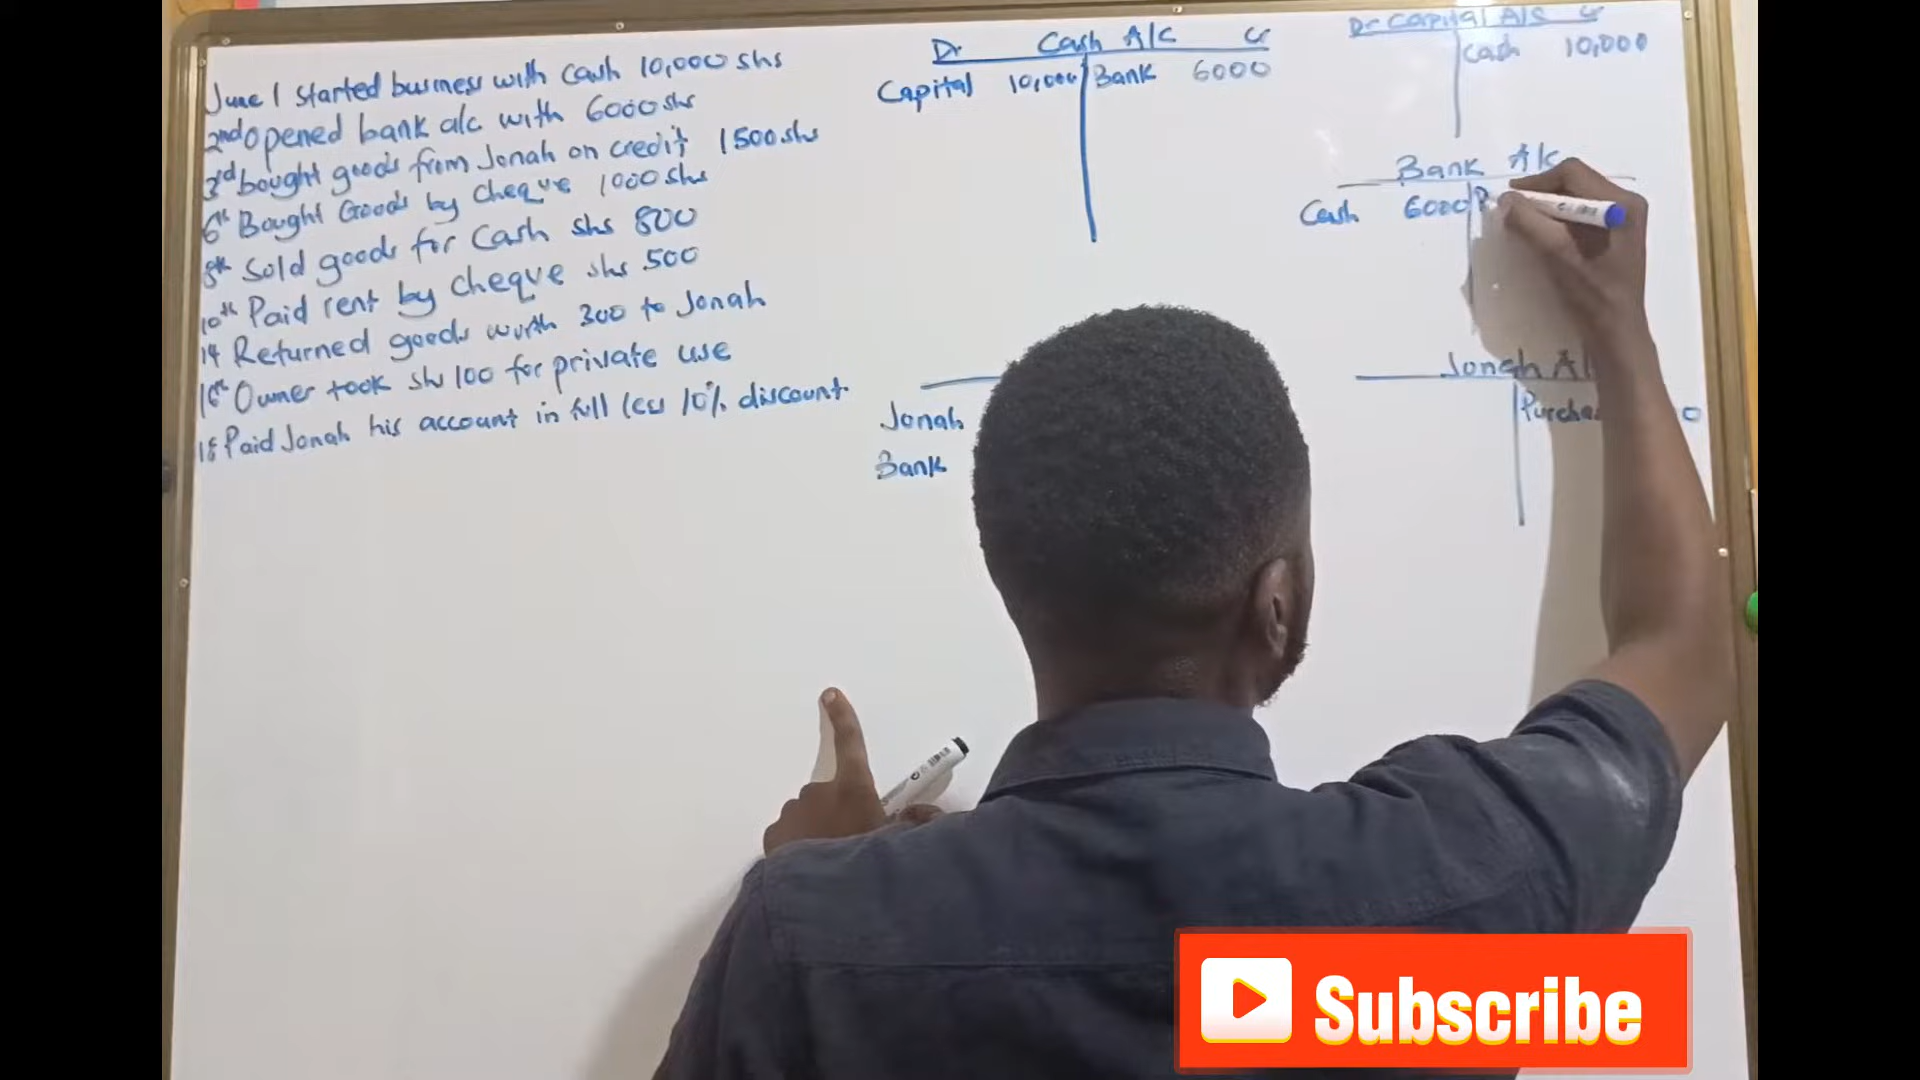 June 1 started business with cash 10,000 shs
2nd Opened bank a/c with 6000 shs
3rd bought goods from Jonah on credit 1500 shs
6th Bought Goods by cheque 1000 shs
8th Sold goods for Cash shs 800
10th Paid rent by cheque shs 500
14 Returned goods worth 300 to Jonah
16th Owner took shs 100 for private use
18 Paid Jonah his account in full less 10% discount
Dr Cash A/c Cr
Capital 10,000 Bank 6000
Dr Capital A/c Cr
Cash 10,000
Bank A/c
Cash 6000
Jonah
Bank
Jonah A/
Purcha
Subscribe